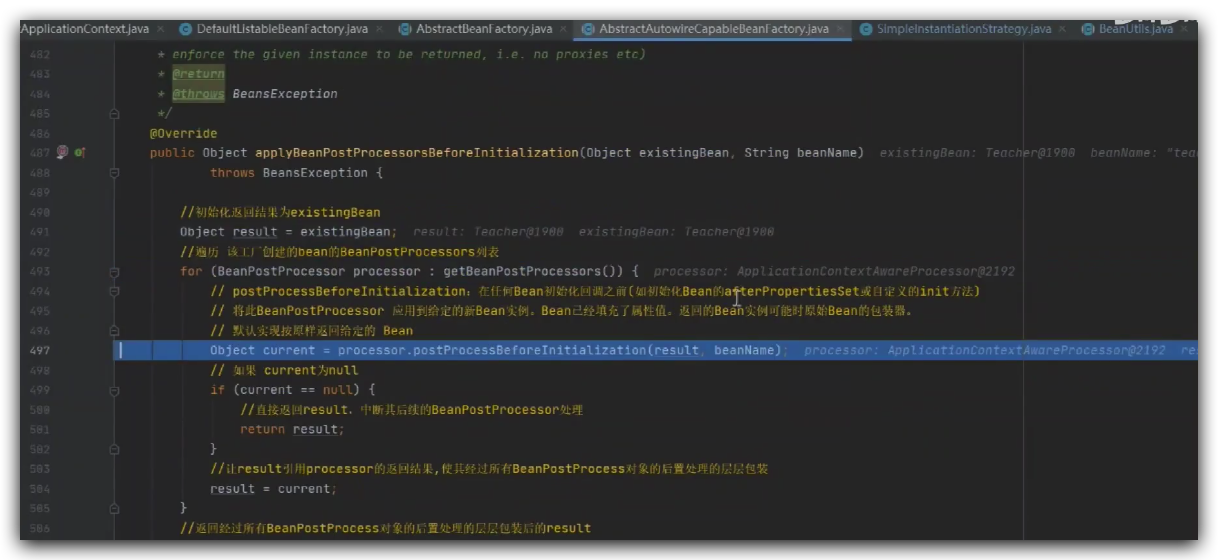 ApplicationContext.java × DefaultListableBeanFactory.java × AbstractBeanFactory.java × AbstractAutowireCapableBeanFactory.java × SimpleInstantiationStrategy.java × BeanUtils.java ×
482 * enforce the given instance to be returned, i.e. no proxies etc)
483 * @return
484 * @throws BeansException
485 */
486 @Override
487 public Object applyBeanPostProcessorsBeforeInitialization(Object existingBean, String beanName) existingBean: Teacher@1900 beanName: "tea
488 throws BeansException {
489
490 //初始化返回结果为existingBean
491 Object result = existingBean; result: Teacher@1900 existingBean: Teacher@1900
492 //遍历 该工厂创建的bean的BeanPostProcessors列表
493 for (BeanPostProcessor processor : getBeanPostProcessors()) { processor: ApplicationContextAwareProcessor@2192
494 // postProcessBeforeInitialization：在任何Bean初始化回调之前(如初始化Bean的afterPropertiesSet或自定义的init方法)
495 // 将此BeanPostProcessor 应用到给定的新Bean实例。Bean已经填充了属性值。返回的Bean实例可能时原始Bean的包装器。
496 // 默认实现按原样返回给定的 Bean
497 Object current = processor.postProcessBeforeInitialization(result, beanName); processor: ApplicationContextAwareProcessor@2192 re
498 // 如果 current为null
499 if (current == null) {
500 //直接返回result，中断其后续的BeanPostProcessor处理
501 return result;
502 }
503 //让result引用processor的返回结果,使其经过所有BeanPostProcess对象的后置处理的层层包装
504 result = current;
505 }
506 //返回经过所有BeanPostProcess对象的后置处理的层层包装后的result